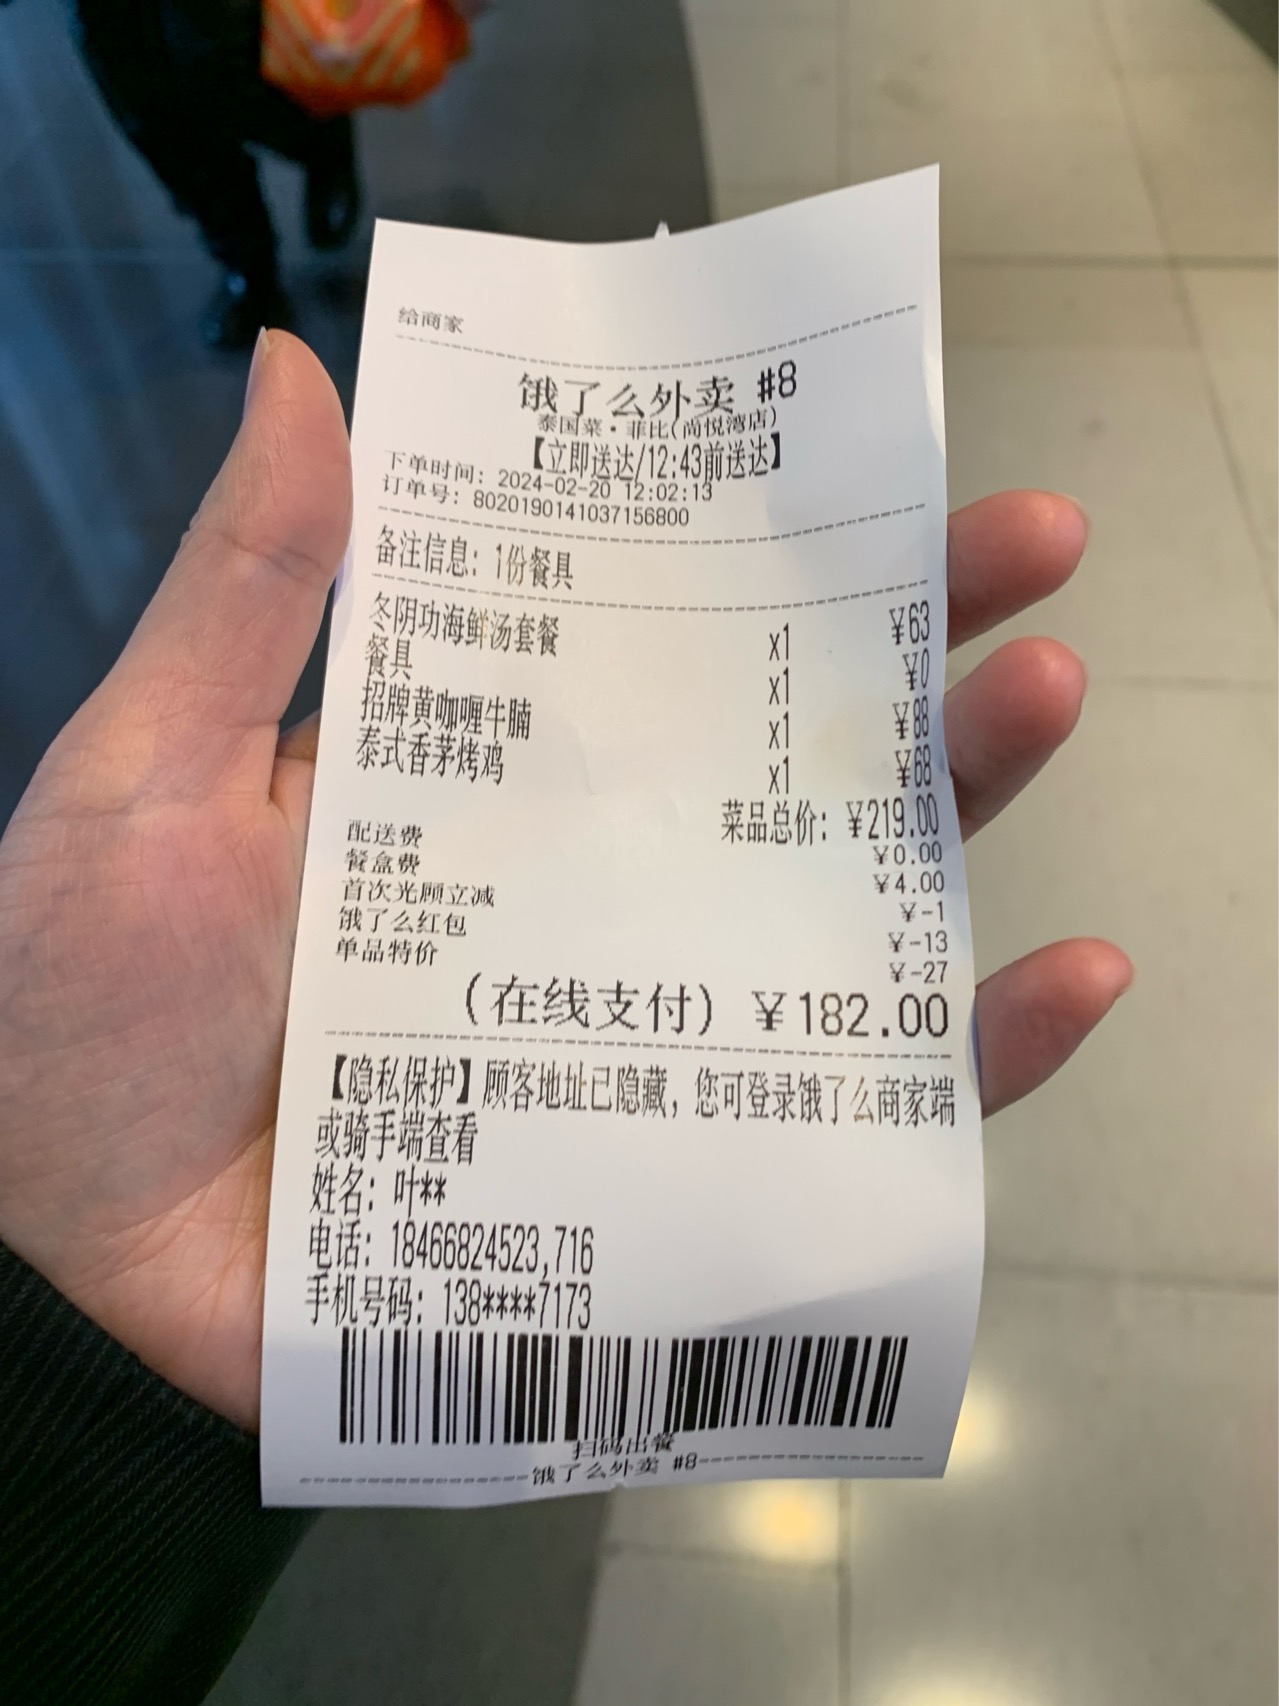 给商家
饿了么外卖 #8
泰国菜·菲比(尚悦湾店)
【立即送达/12:43前送达】
下单时间: 2024-02-20 12:02:13
订单号: 8020190141037156800
备注信息: 1份餐具
冬阴功海鲜汤套餐 x1 ¥63
餐具 x1 ¥0
招牌黄咖喱牛腩 x1 ¥88
泰式香茅烤鸡 x1 ¥68
菜品总价: ¥219.00
配送费 ¥0.00
餐盒费 ¥4.00
首次光顾立减 ¥-1
饿了么红包 ¥-13
单品特价 ¥-27
(在线支付) ¥182.00
【隐私保护】顾客地址已隐藏, 您可登录饿了么商家端
或骑手端查看
姓名: 叶**
电话: 18466824523,716
手机号码: 138****7173
扫码出餐
饿了么外卖 #8